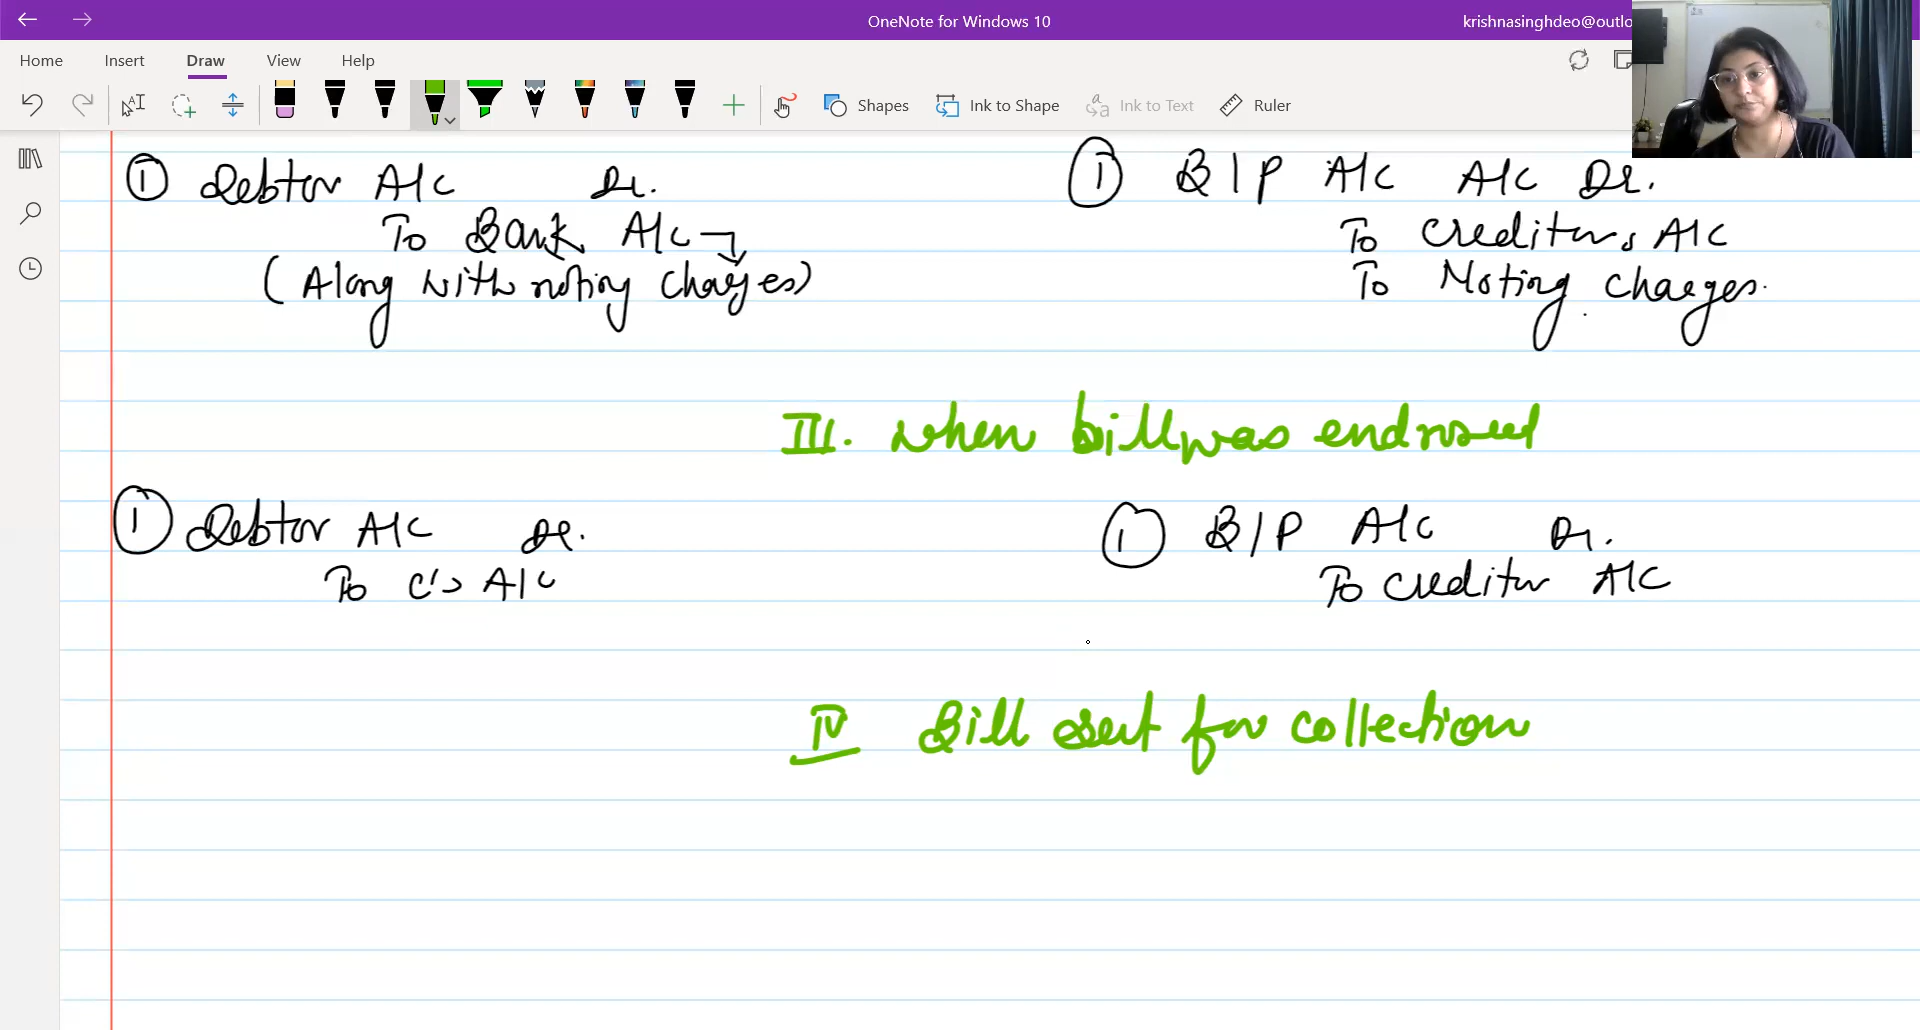 OneNote for Windows 10
krishnasinghdeo@outlo
Home Insert Draw View Help
Shapes Ink to Shape Ink to Text Ruler
① Debtor A/c Dr.
To Bank A/c
(Along with noting charges)
① B/P A/c A/c Dr.
To Creditors A/c
To Noting charges.
III. when bill was endrosed
① Debtor A/c Dr.
To C's A/c
① B/P A/c Dr.
To Creditor A/c
IV Bill sent for collection